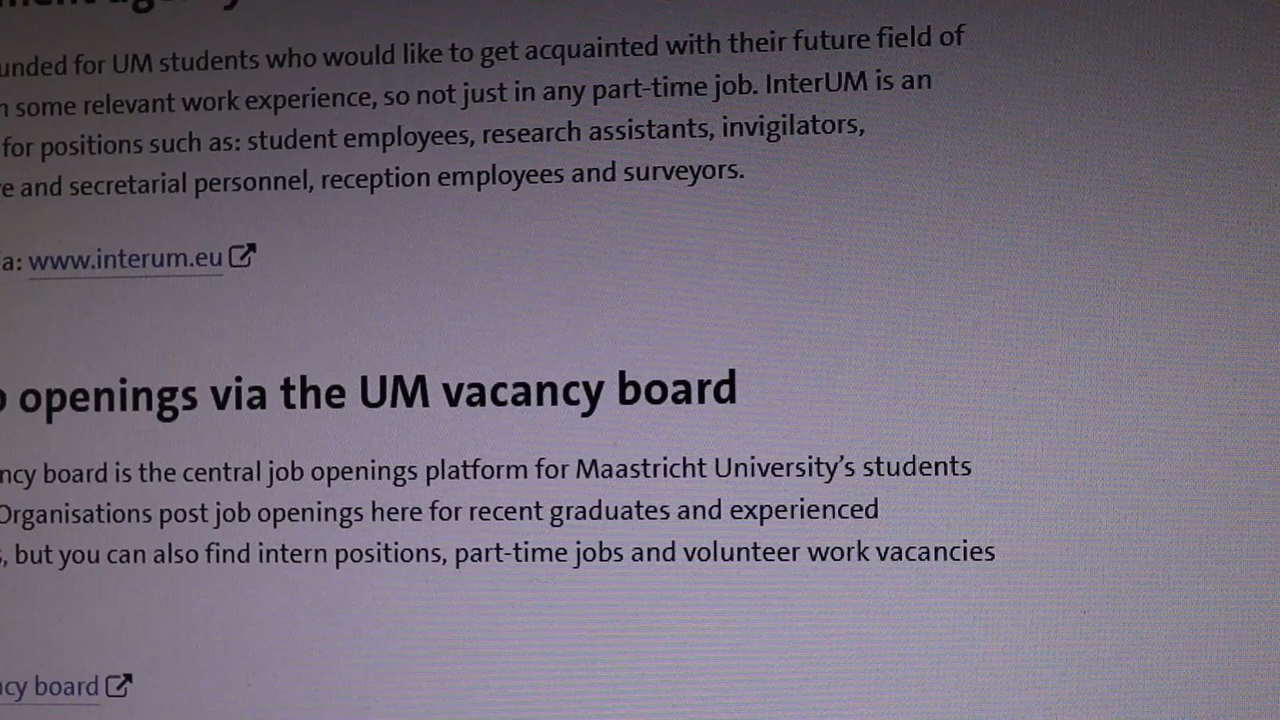 for UM students who would like to get acquainted with their future field of
some relevant work experience, so not just in any part-time job. InterUM is an
for positions such as: student employees, research assistants, invigilators,
and secretarial personnel, reception employees and surveyors.
www.interum.eu
openings via the UM vacancy board
board is the central job openings platform for Maastricht University's students
Organisations post job openings here for recent graduates and experienced
but you can also find intern positions, part-time jobs and volunteer work vacancies
board